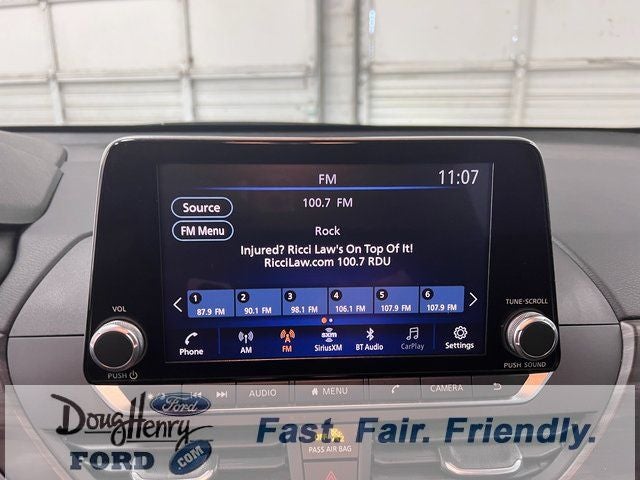 FM 11:07
Source 100.7 FM
FM Menu Rock
Injured? Ricci Law's On Top Of It!
RicciLaw.com 100.7 RDU
1 2 3 4 5 6
87.9 FM 90.1 FM 98.1 FM 106.1 FM 107.9 FM 107.9 FM
VOL
TUNE·SCROLL
sxm
Phone AM FM SiriusXM BT Audio CarPlay Settings
PUSH
PUSH SOUND
AUDIO MENU CAMERA
Doug Henry
Ford
FORD
.COM
Fast. Fair. Friendly.
PASS AIR BAG